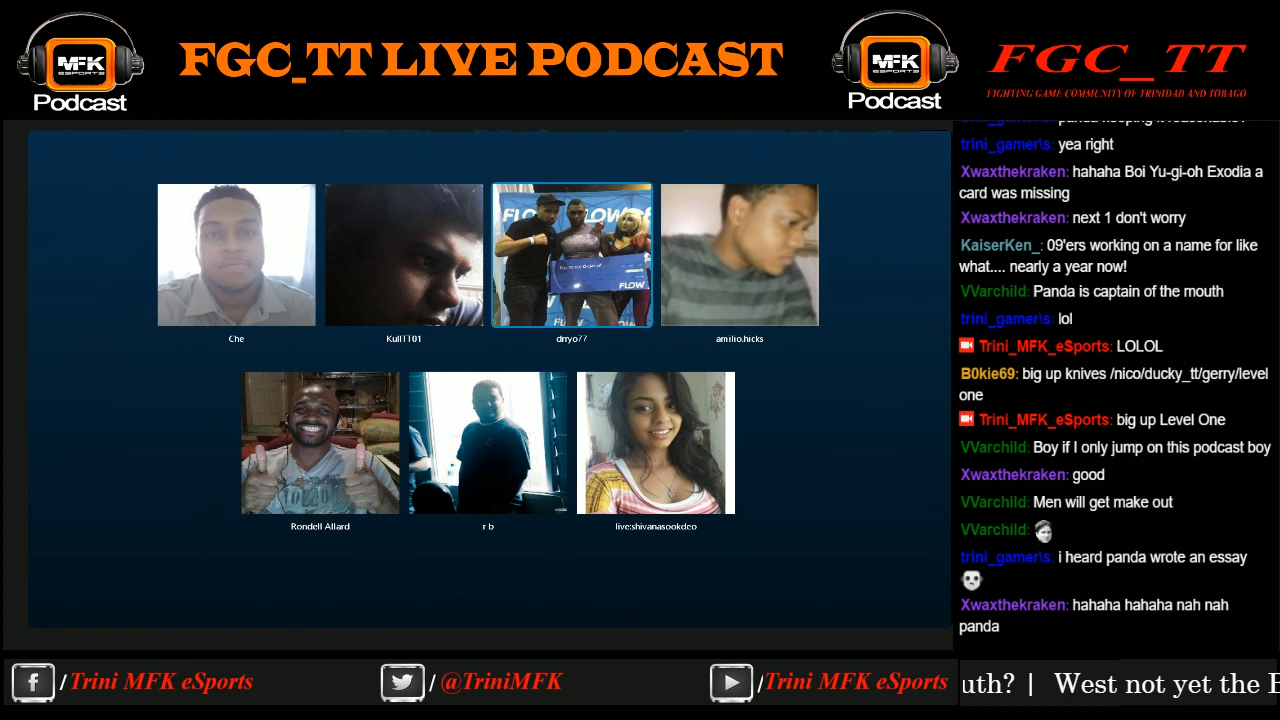 MFK
ESPORTS
Podcast
FGC_TT LIVE PODCAST
MFK
ESPORTS
Podcast
FGC_TT
FIGHTING GAME COMMUNITY OF TRINIDAD AND TOBAGO
trini_gamer\s: yea right
Xwaxthekraken: hahaha Boi Yu-gi-oh Exodia a
card was missing
Xwaxthekraken: next 1 don't worry
KaiserKen_: 09'ers working on a name for like
what.... nearly a year now!
VVarchild: Panda is captain of the mouth
trini_gamer\s: lol
Trini_MFK_eSports: LOLOL
B0kie69: big up knives /nico/ducky_tt/gerry/level
one
Trini_MFK_eSports: big up Level One
VVarchild: Boy if I only jump on this podcast boy
Xwaxthekraken: good
VVarchild: Men will get make out
VVarchild:
trini_gamer\s: i heard panda wrote an essay
Xwaxthekraken: hahaha hahaha nah nah
panda
FLOW
FLOW
Che
KullTT01
drryo77
amilio.hicks
Rondell Allard
r b
live:shivanasookdeo
f
/Trini MFK eSports
/ @TriniMFK
/Trini MFK eSports
uth? | West not yet the B